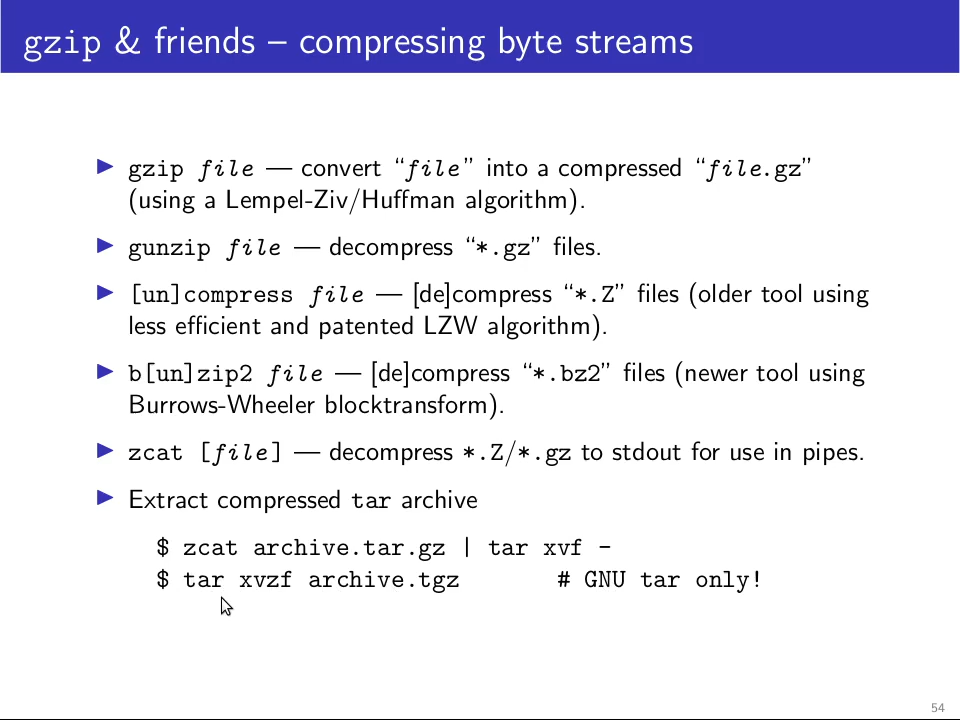 gzip & friends – compressing byte streams
▶ gzip file — convert “file” into a compressed “file.gz”
(using a Lempel-Ziv/Huffman algorithm).
▶ gunzip file — decompress “*.gz” files.
▶ [un]compress file — [de]compress “*.Z” files (older tool using
less efficient and patented LZW algorithm).
▶ b[un]zip2 file — [de]compress “*.bz2” files (newer tool using
Burrows-Wheeler blocktransform).
▶ zcat [file] — decompress *.Z/*.gz to stdout for use in pipes.
▶ Extract compressed tar archive
$ zcat archive.tar.gz | tar xvf -
$ tar xvzf archive.tgz # GNU tar only!
54